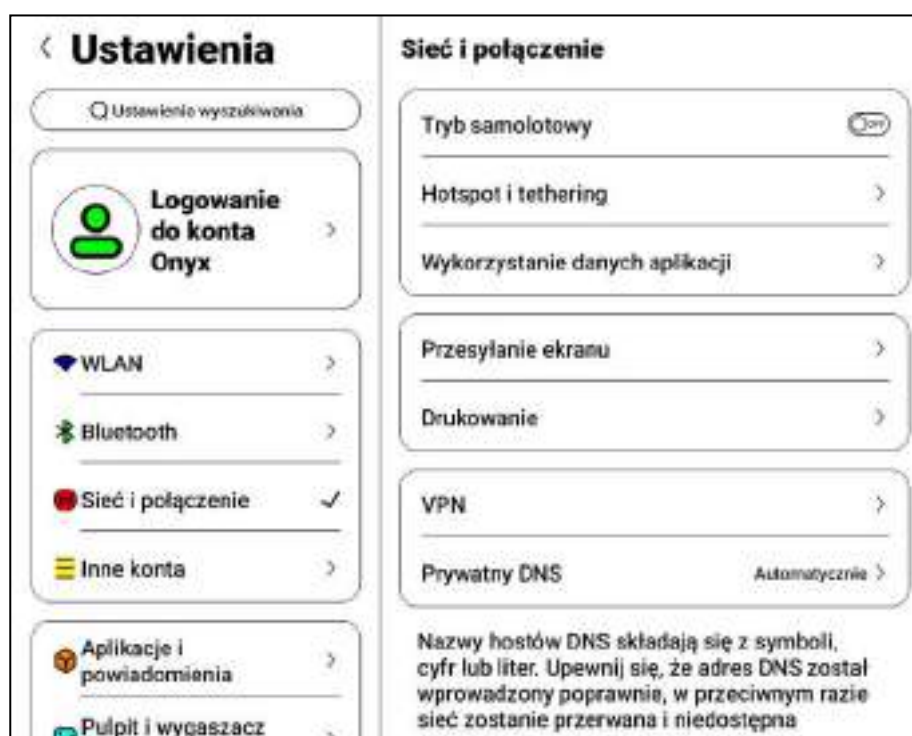 Ustawienia
Ustawienia wyszukiwania
Logowanie
do konta
Onyx
WLAN
Bluetooth
Sieć i połączenie
Inne konta
Aplikacje i
powiadomienia
Pulpit i wygaszacz
Sieć i połączenie
Tryb samolotowy
OFF
Hotspot i tethering
Wykorzystanie danych aplikacji
Przesyłanie ekranu
Drukowanie
VPN
Prywatny DNS
Automatycznie
Nazwy hostów DNS składają się z symboli,
cyfr lub liter. Upewnij się, że adres DNS został
wprowadzony poprawnie, w przeciwnym razie
sieć zostanie przerwana i niedostępna